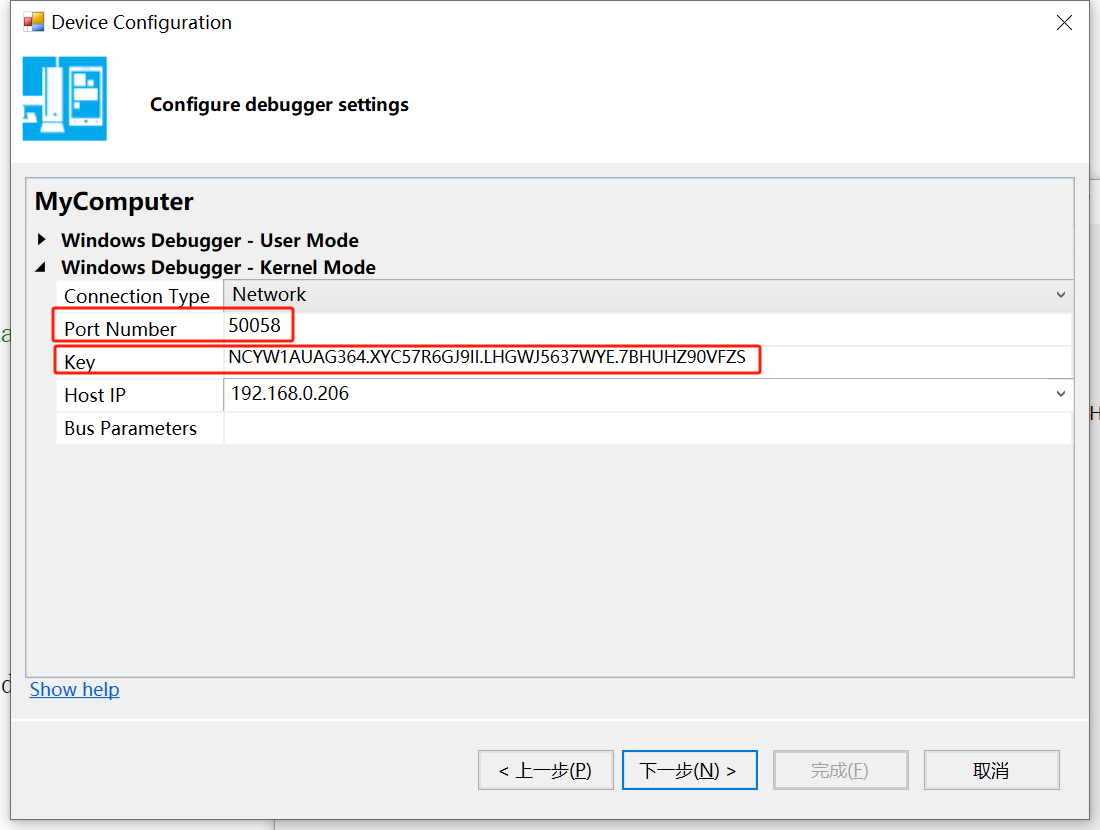 Device Configuration
Configure debugger settings
MyComputer
Windows Debugger - User Mode
Windows Debugger - Kernel Mode
Connection Type Network
Port Number 50058
Key NCYW1AUAG364.XYC57R6GJ9II.LHGWJ5637WYE.7BHUHZ90VFZS
Host IP 192.168.0.206
Bus Parameters
Show help
< 上一步(P) 下一步(N) > 完成(F) 取消